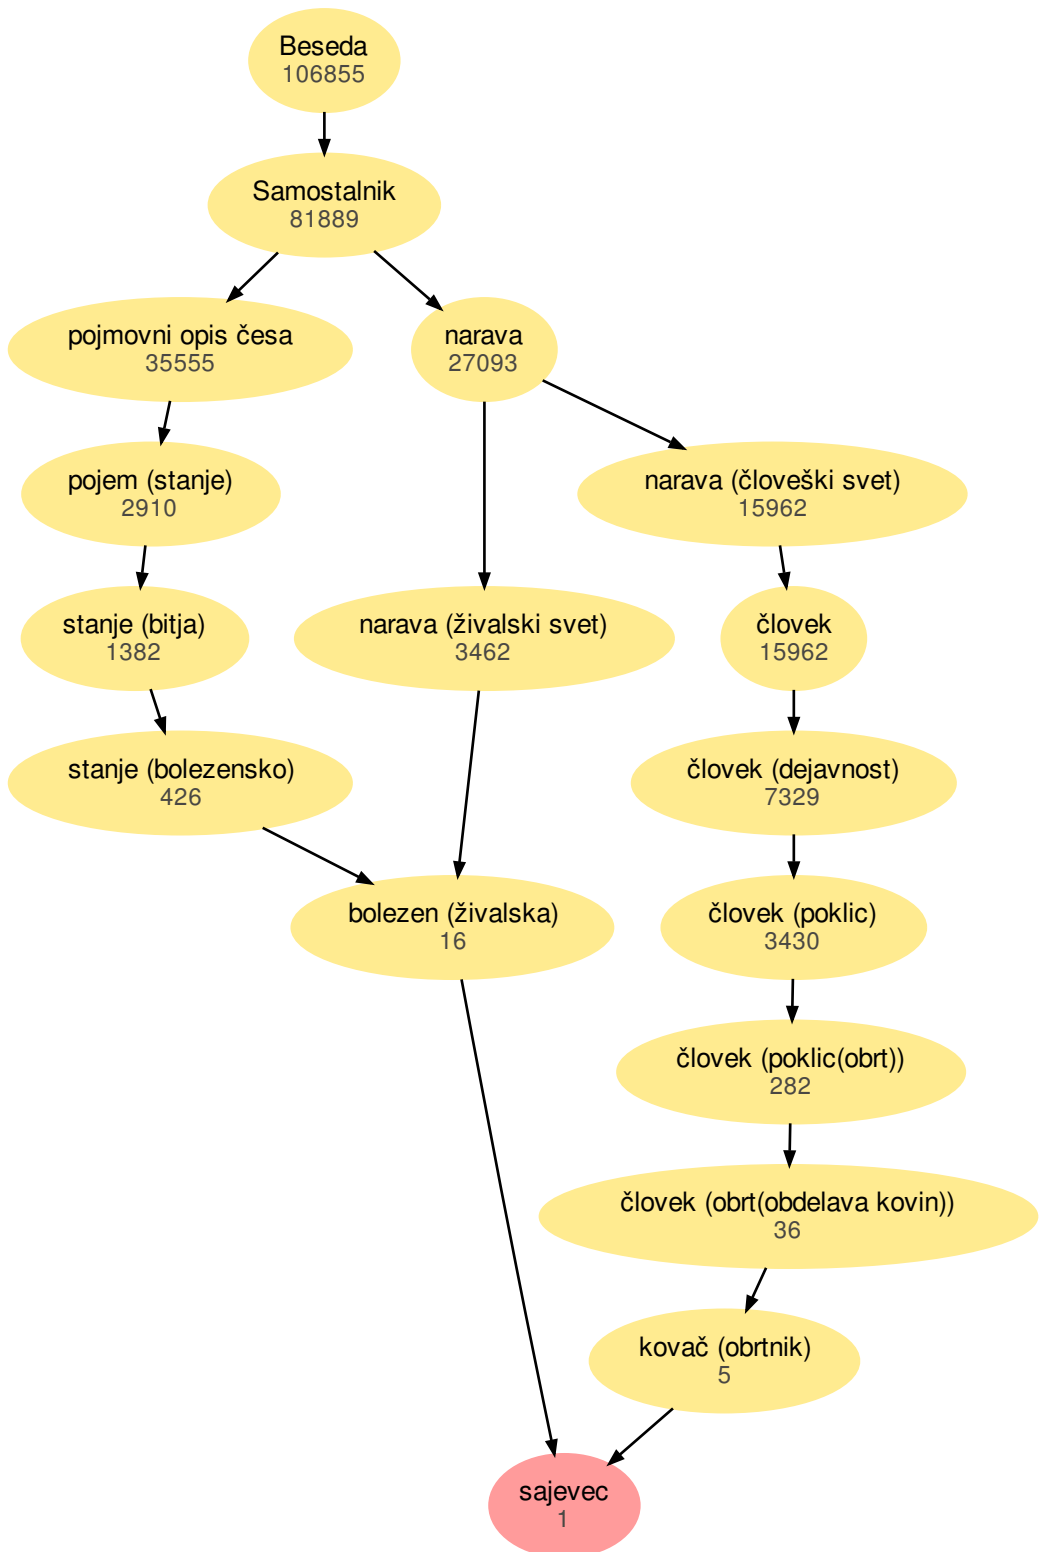 Beseda
106855
Samostalnik
81889
pojmovni opis česa
35555
narava
27093
pojem (stanje)
2910
narava (človeški svet)
15962
stanje (bitja)
1382
narava (živalski svet)
3462
človek
15962
stanje (bolezensko)
426
človek (dejavnost)
7329
bolezen (živalska)
16
človek (poklic)
3430
človek (poklic(obrt))
282
človek (obrt(obdelava kovin))
36
kovač (obrtnik)
5
sajevec
1